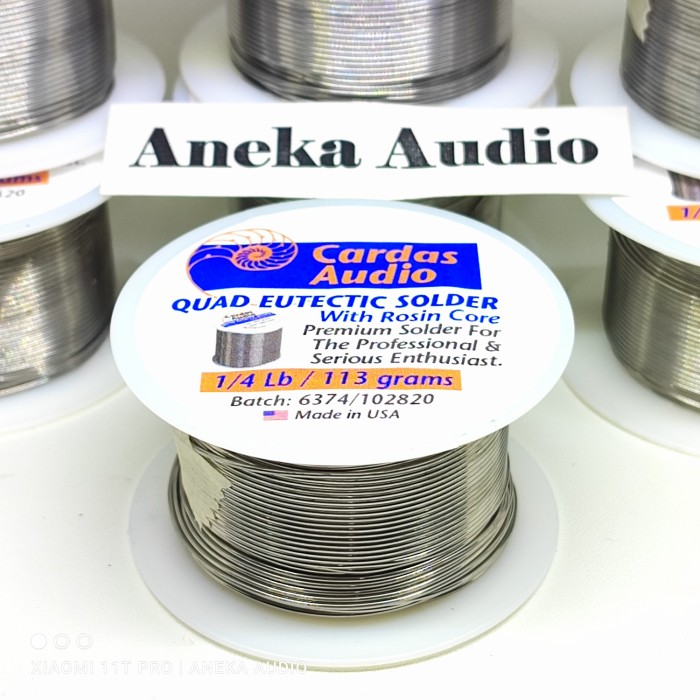 Aneka Audio
Cardas
Audio
QUAD EUTECTIC SOLDER
With Rosin Core
Premium Solder For
The Professional &
Serious Enthusiast.
1/4 Lb / 113 grams
Batch: 6374/102820
Made in USA
XIAOMI 11T PRO | ANEKA AUDIO